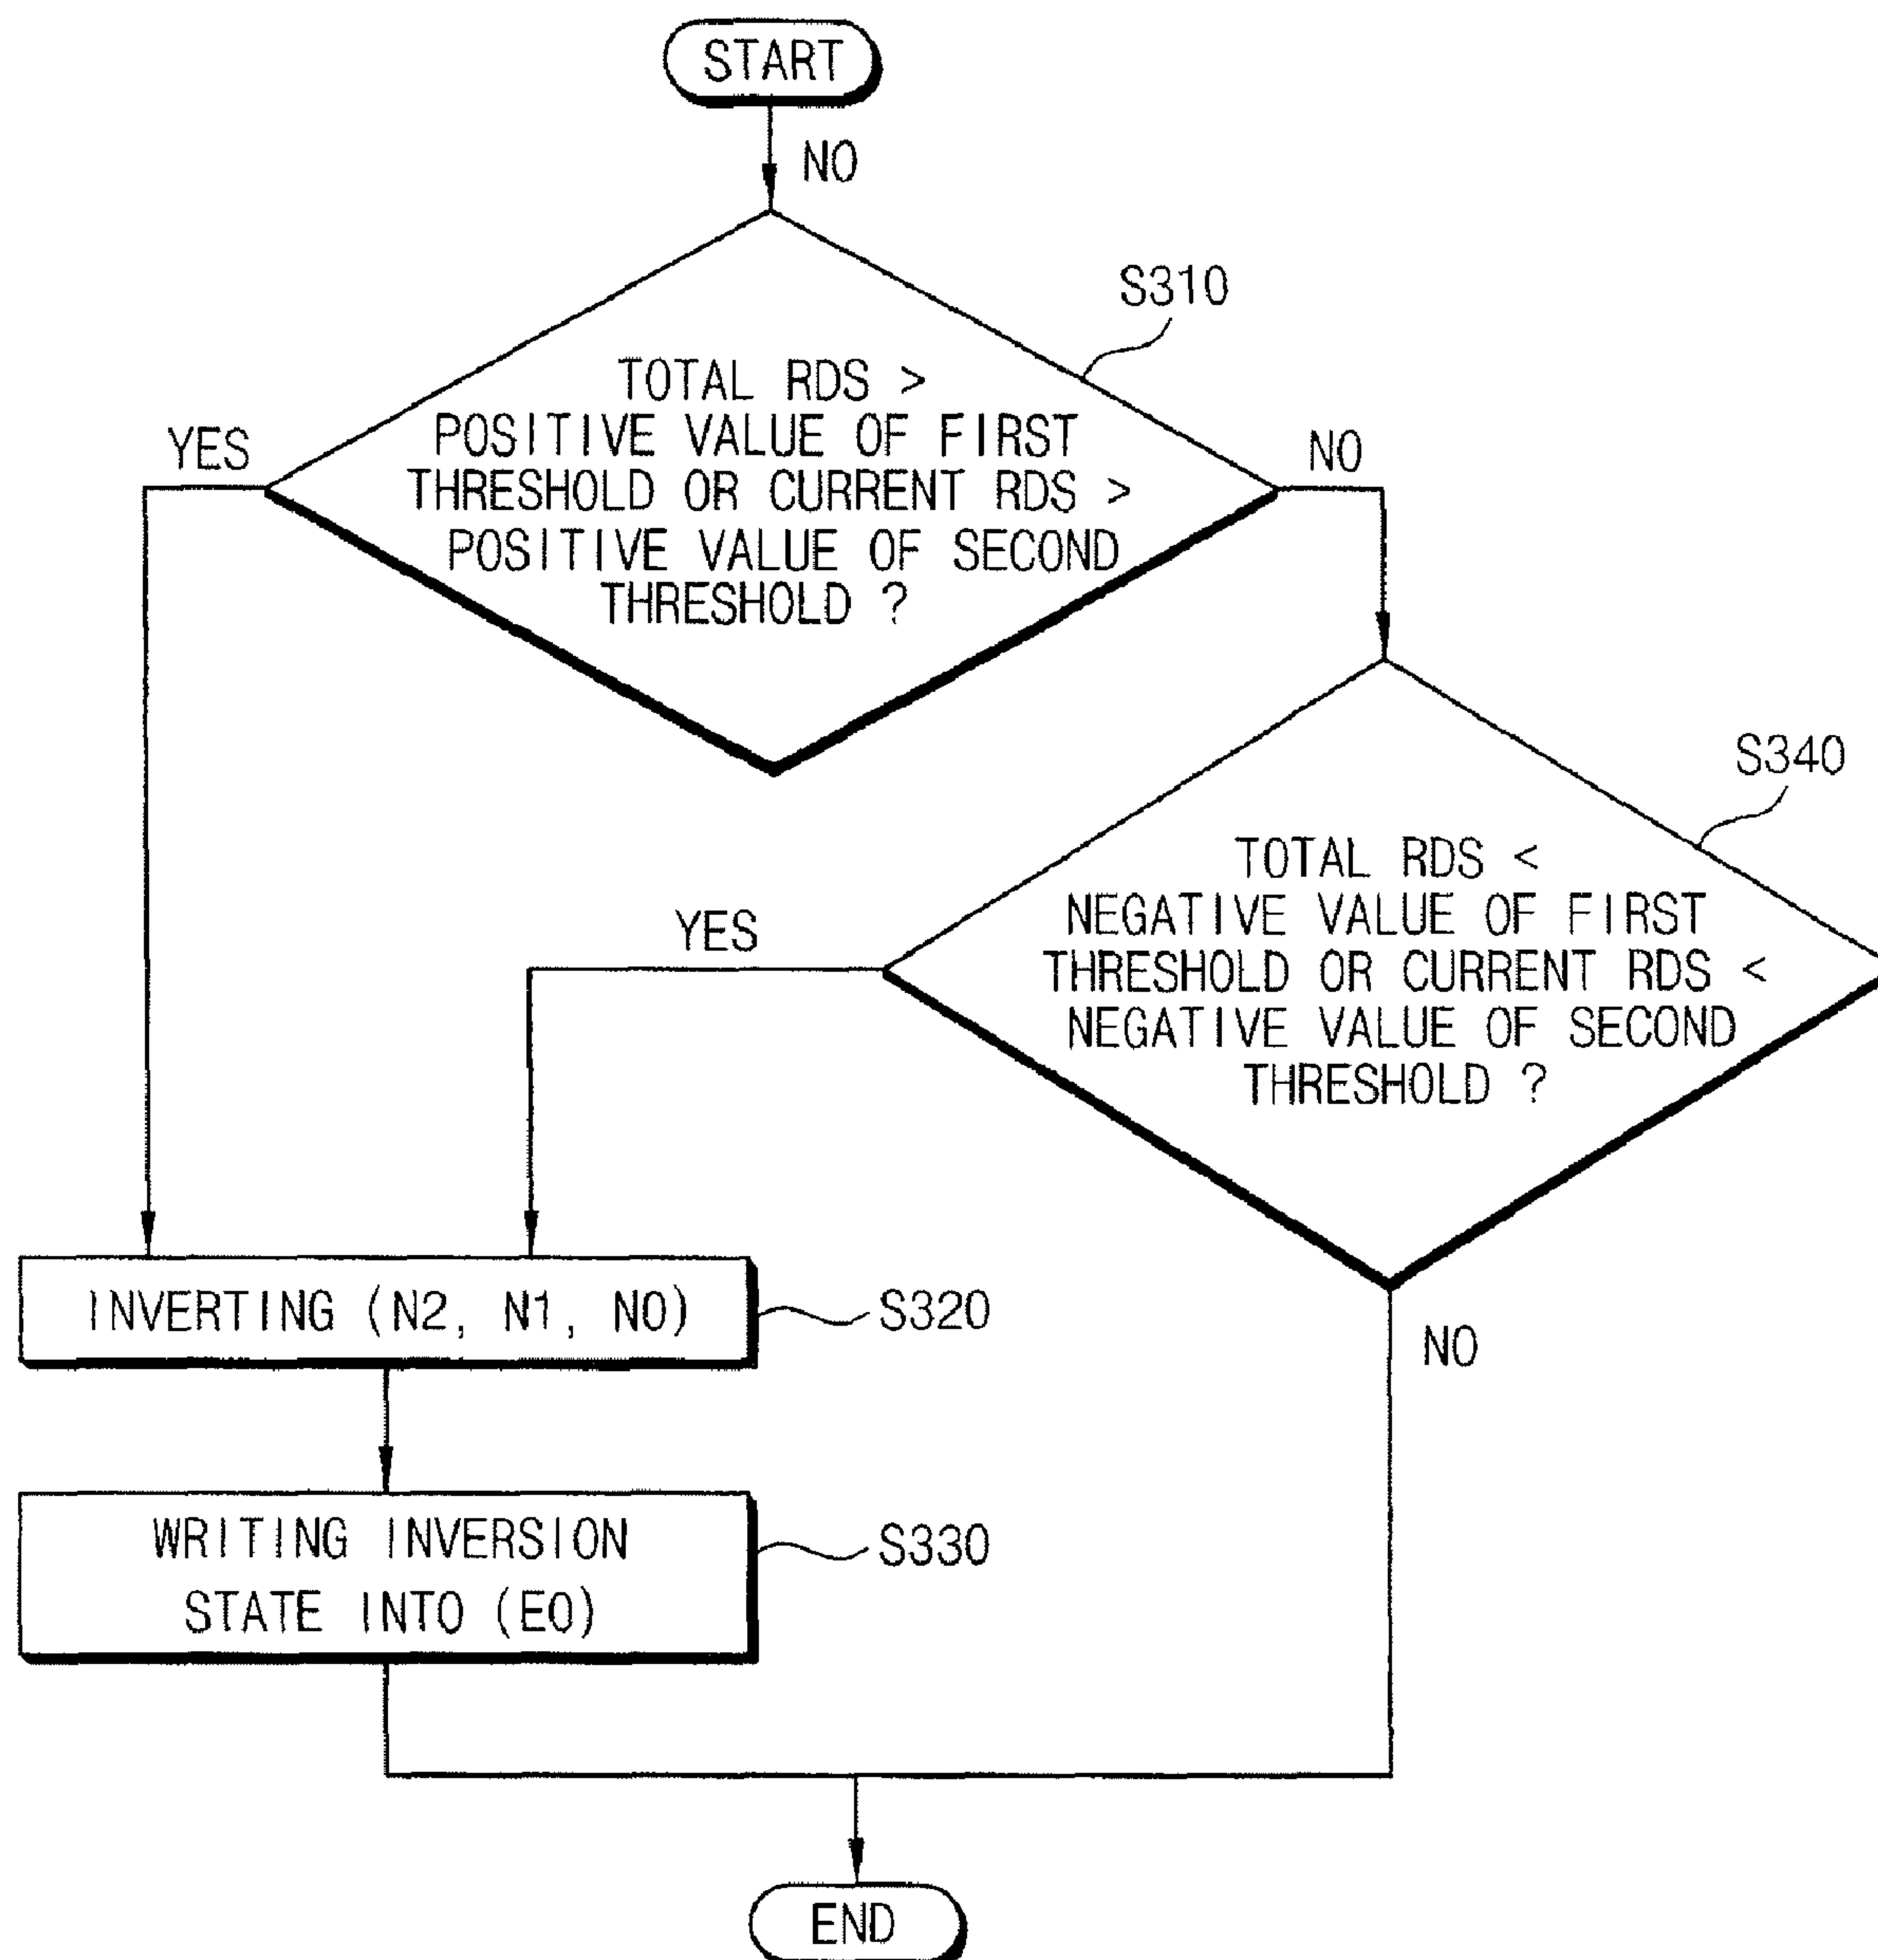 START
NO
S310
TOTAL RDS >
POSITIVE VALUE OF FIRST
THRESHOLD OR CURRENT RDS >
POSITIVE VALUE OF SECOND
THRESHOLD ?
YES
NO
S340
TOTAL RDS <
NEGATIVE VALUE OF FIRST
THRESHOLD OR CURRENT RDS <
NEGATIVE VALUE OF SECOND
THRESHOLD ?
YES
NO
INVERTING (N2, N1, N0)
S320
WRITING INVERSION
STATE INTO (E0)
S330
END